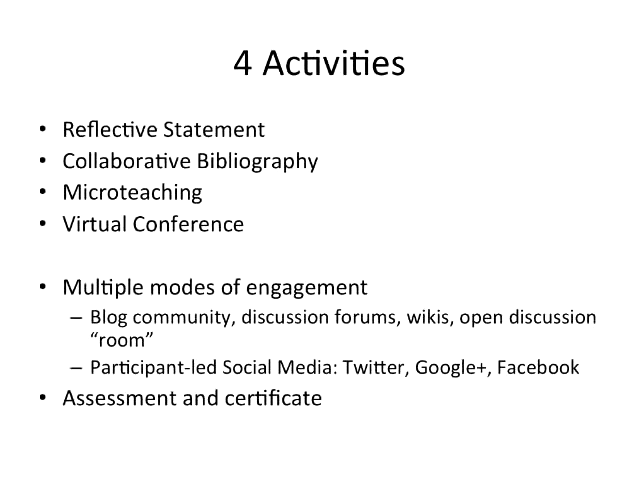 4 Activities
• Reflective Statement
• Collaborative Bibliography
• Microteaching
• Virtual Conference
• Multiple modes of engagement
– Blog community, discussion forums, wikis, open discussion
“room”
– Participant-led Social Media: Twitter, Google+, Facebook
• Assessment and certificate